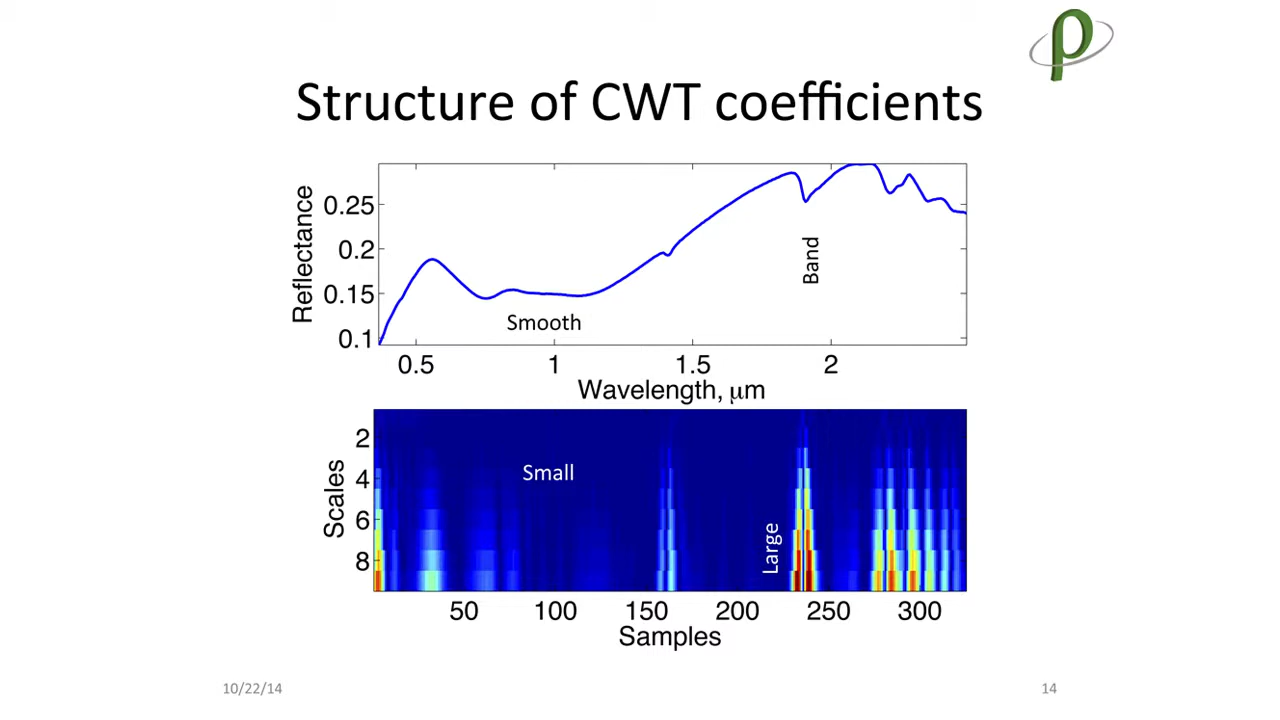 ρ
Structure of CWT coefficients
Reflectance
0.25
0.2
0.15
0.1
Smooth
Band
0.5 1 1.5 2
Wavelength, μm
Scales
2
4
6
8
Small
Large
50 100 150 200 250 300
Samples
10/22/14
14